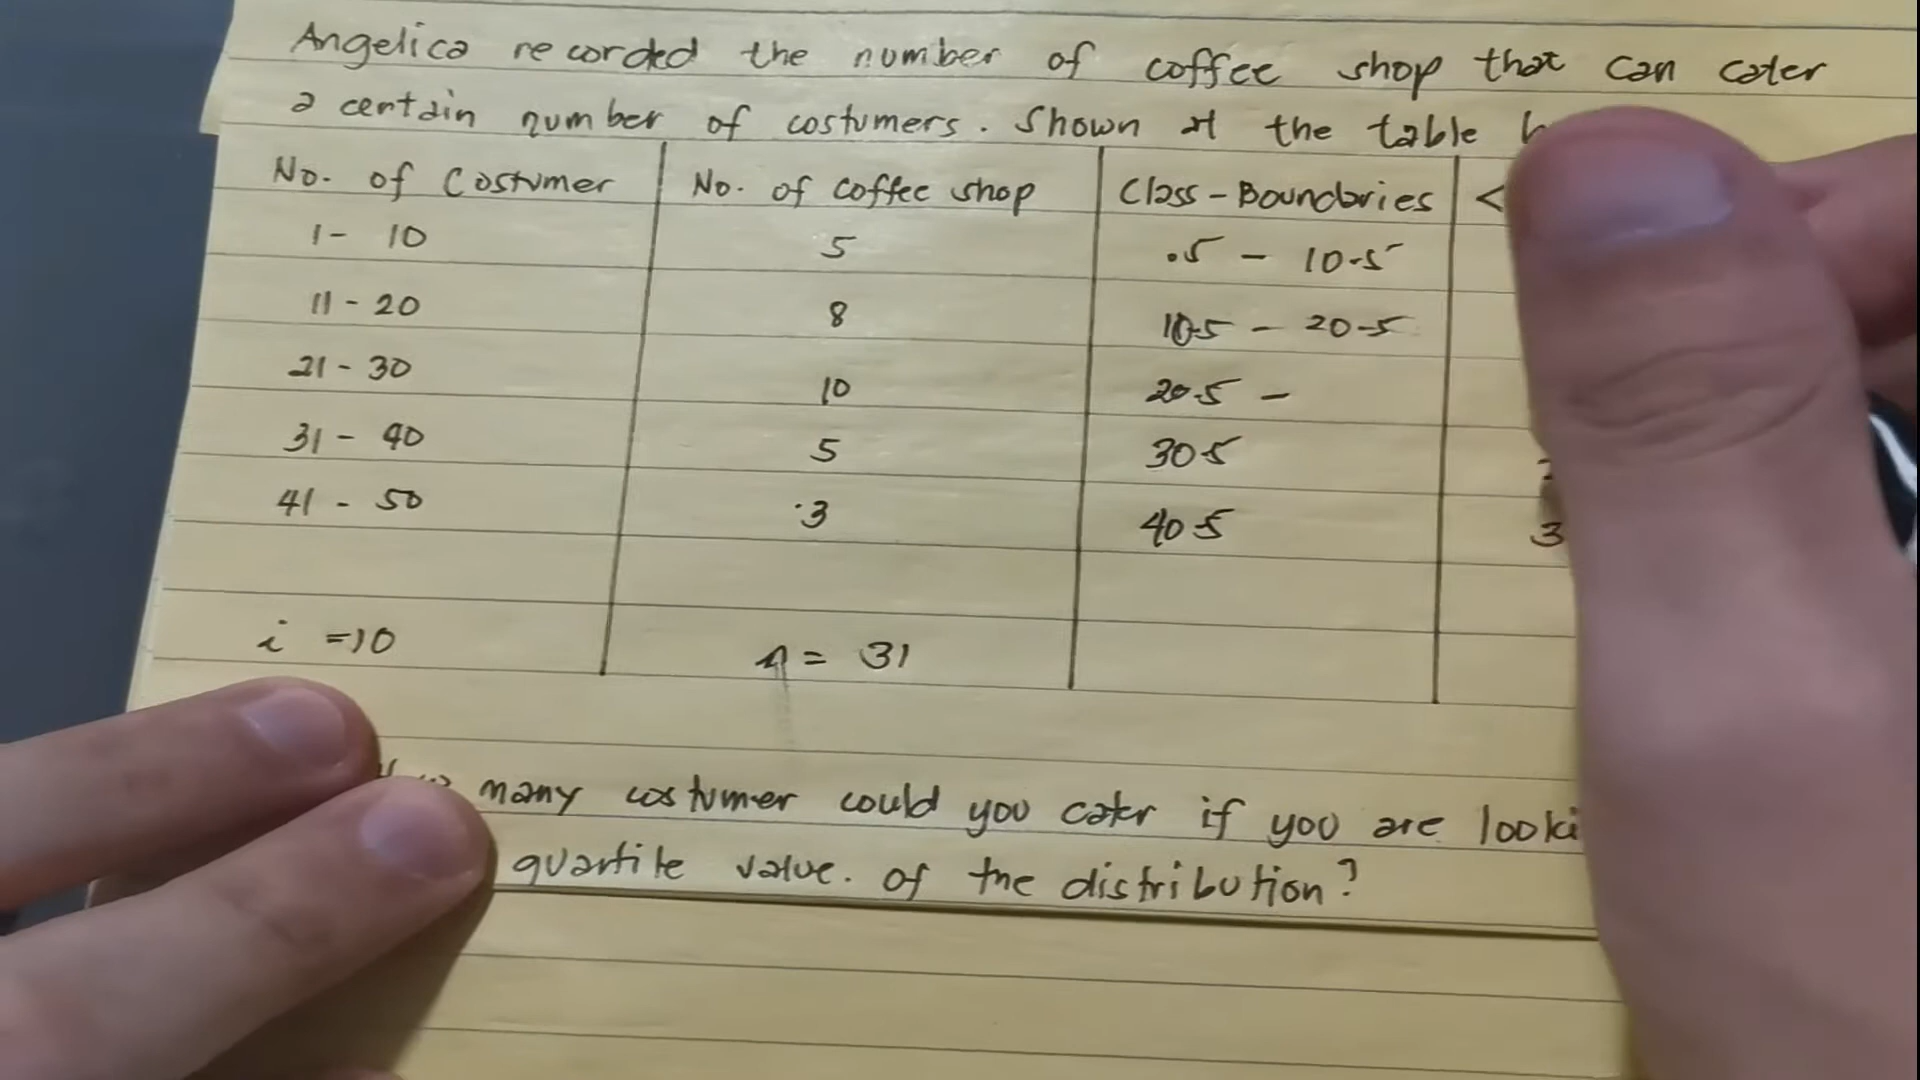 Angelica recorded the number of coffee shop that can cater
a certain number of costumers. Shown at the table
No. of Costumer No. of coffee shop Class-Boundaries <
1 - 10 5 .5 - 10.5
11 - 20 8 10.5 - 20.5
21 - 30 10 20.5 -
31 - 40 5 30.5
41 - 50 3 40.5 3
i = 10 n = 31
many costumer could you cater if you are looki
quartile value. of the distribution?